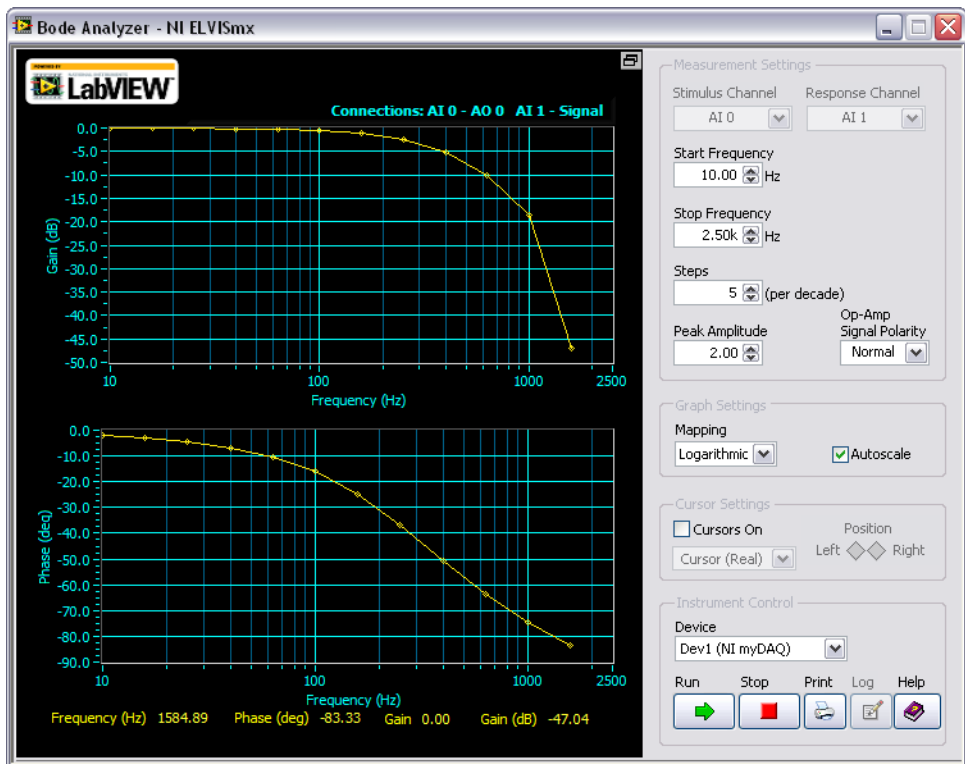 Bode Analyzer - NI ELVISmx
POWERED BY
NATIONAL INSTRUMENTS
LabVIEW
Connections: AI 0 - AO 0 AI 1 - Signal
0.0
-5.0
-10.0
-15.0
-20.0
-25.0
-30.0
-35.0
-40.0
-45.0
-50.0
Gain (dB)
10 100 1000 2500
Frequency (Hz)
0.0
-10.0
-20.0
-30.0
-40.0
-50.0
-60.0
-70.0
-80.0
-90.0
Phase (deg)
10 100 1000 2500
Frequency (Hz)
Frequency (Hz) 1584.89 Phase (deg) -83.33 Gain 0.00 Gain (dB) -47.04
Measurement Settings
Stimulus Channel Response Channel
AI 0 AI 1
Start Frequency
10.00 Hz
Stop Frequency
2.50k Hz
Steps
5 (per decade)
Peak Amplitude
2.00
Op-Amp
Signal Polarity
Normal
Graph Settings
Mapping
Logarithmic Autoscale
Cursor Settings
Cursors On Position
Cursor (Real) Left Right
Instrument Control
Device
Dev1 (NI myDAQ)
Run Stop Print Log Help